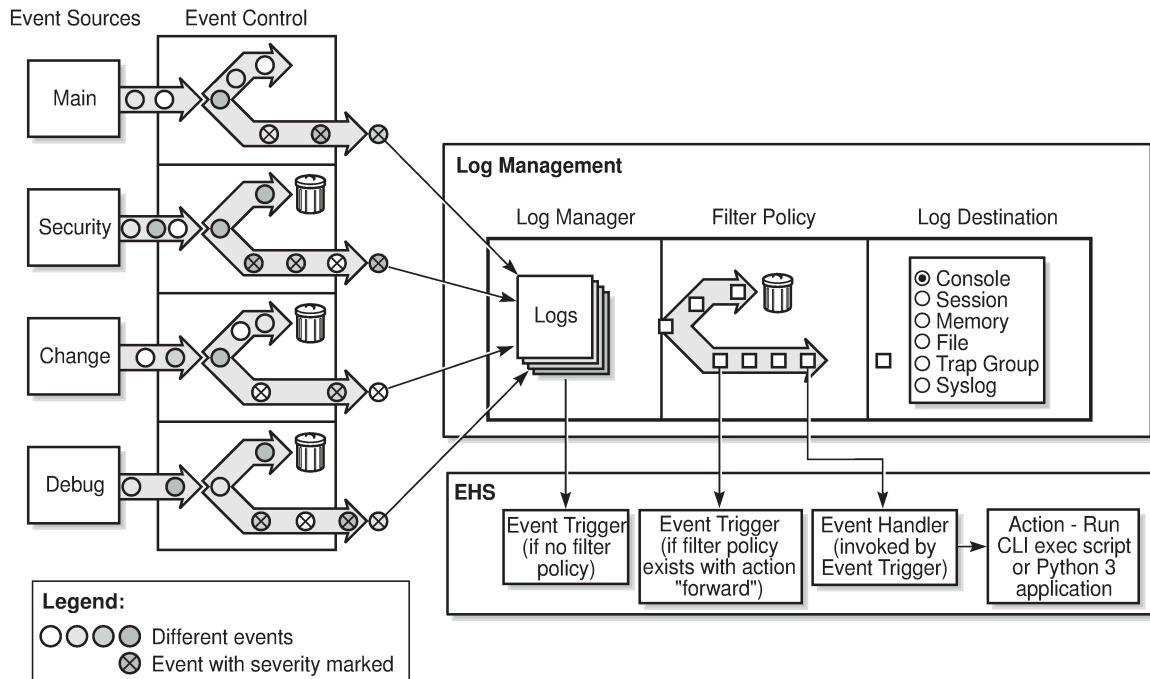 Event Sources
Event Control
Main
Security
Change
Debug
Log Management
Log Manager
Filter Policy
Log Destination
Logs
Console
Session
Memory
File
Trap Group
Syslog
EHS
Event Trigger
(if no filter
policy)
Event Trigger
(if filter policy
exists with action
"forward")
Event Handler
(invoked by
Event Trigger)
Action - Run
CLI exec script
or Python 3
application
Legend:
Different events
Event with severity marked